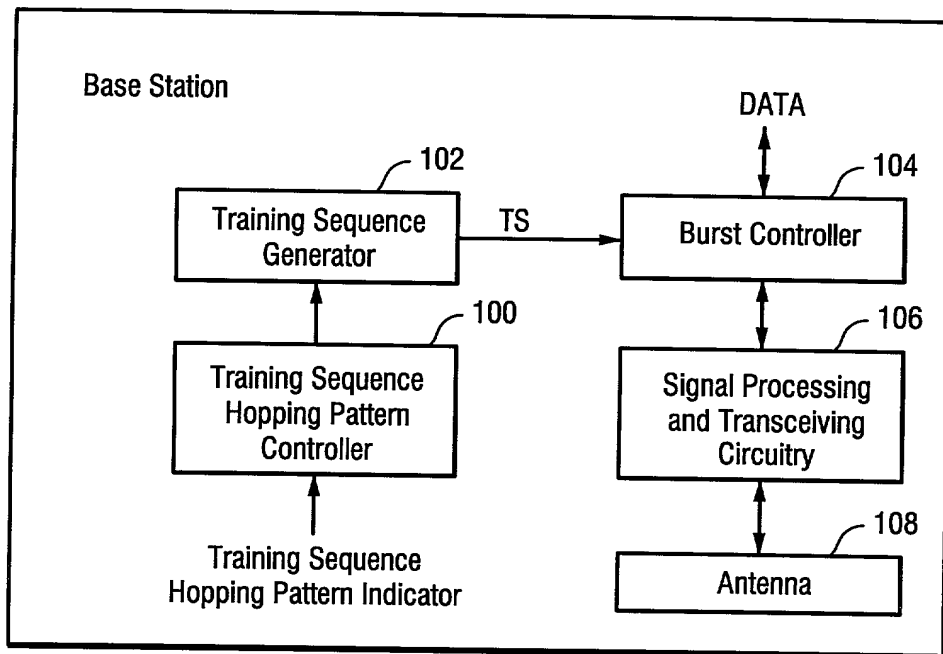 Base Station
DATA
102
104
Training Sequence
Generator
TS
Burst Controller
100
106
Training Sequence
Hopping Pattern
Controller
Signal Processing
and Transceiving
Circuitry
108
Training Sequence
Hopping Pattern Indicator
Antenna